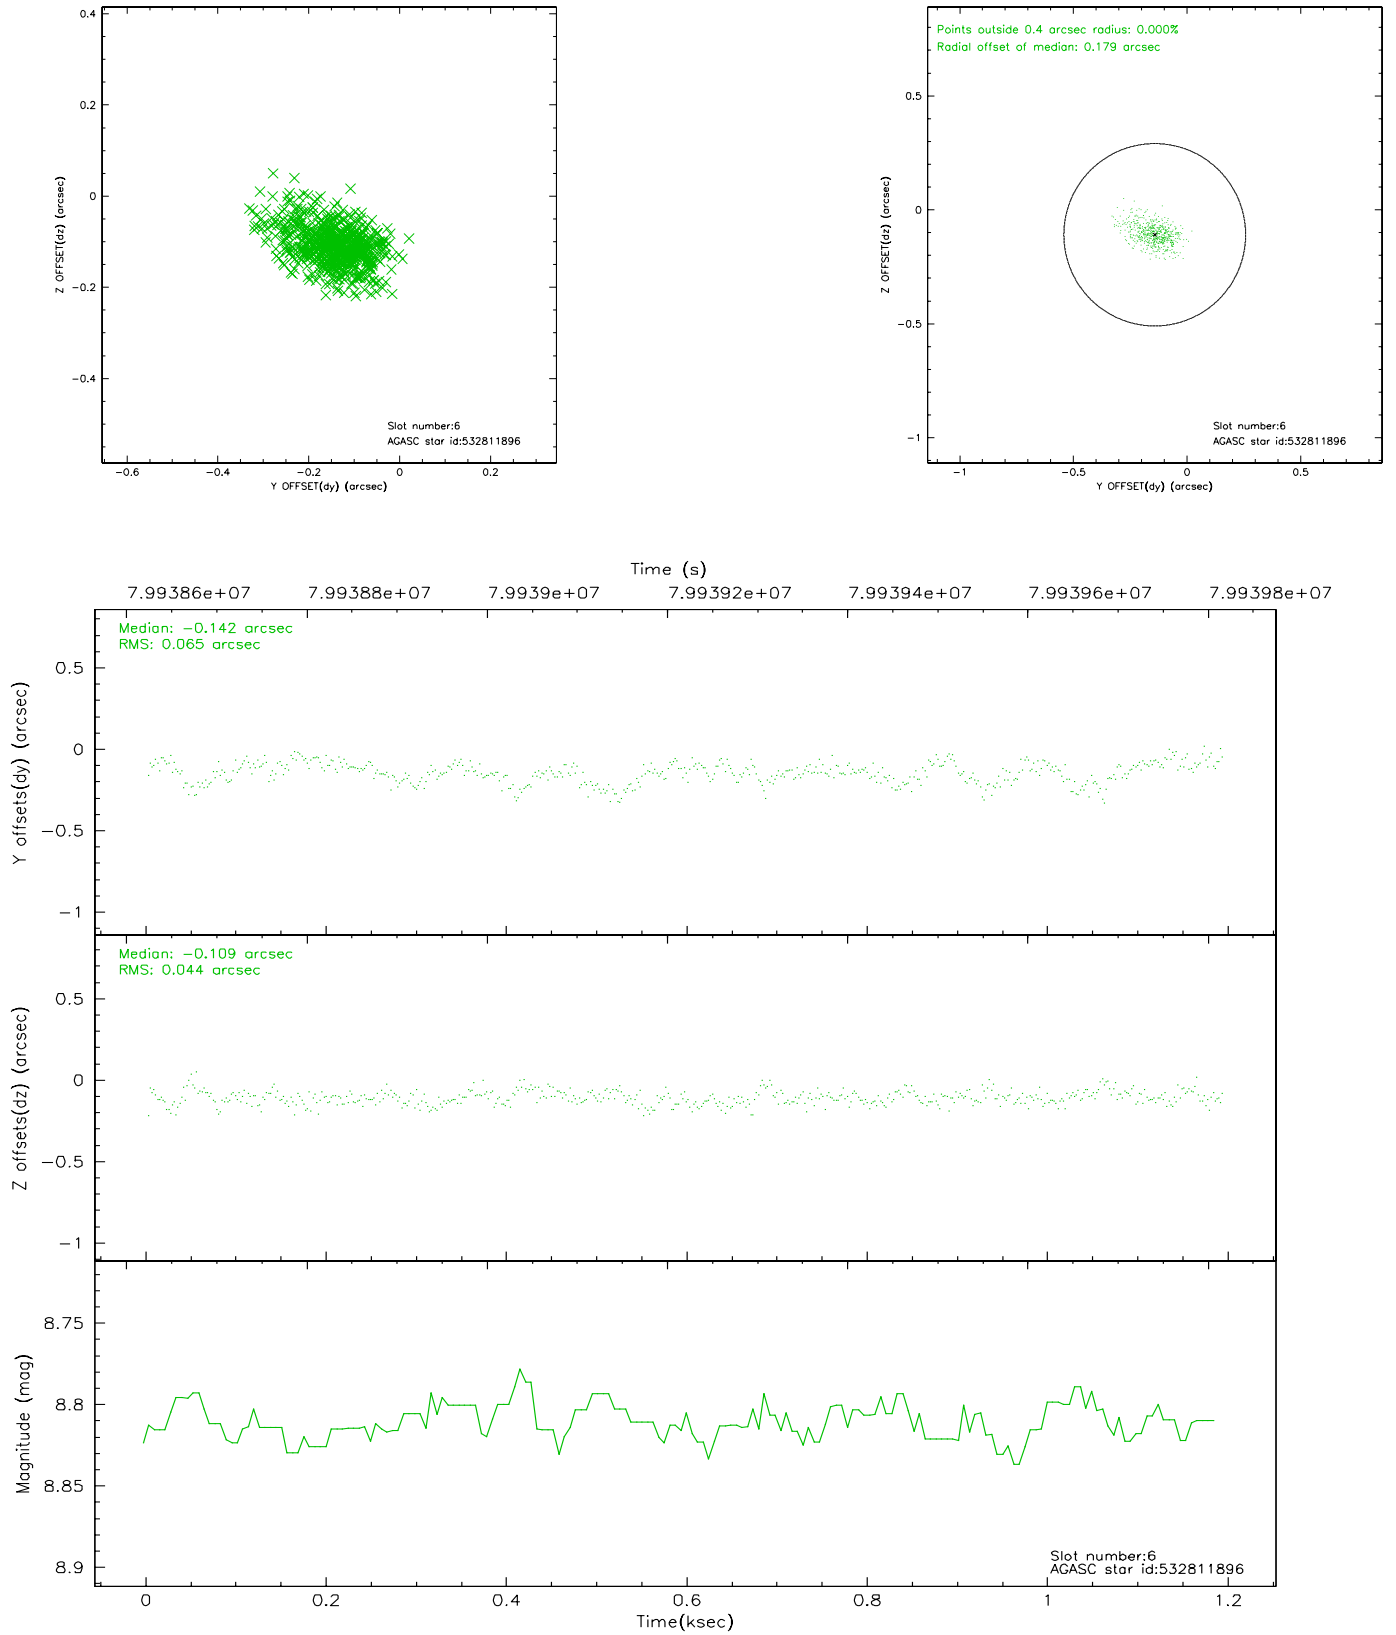 0.4
0.2
0
-0.2
-0.4
Z OFFSET(dz) (arcsec)
Slot number:6
AGASC star id:532811896
-0.6 -0.4 -0.2 0 0.2
Y OFFSET(dy) (arcsec)
Points outside 0.4 arcsec radius: 0.000%
Radial offset of median: 0.179 arcsec
0.5
0
-0.5
-1
Z OFFSET(dz) (arcsec)
Slot number:6
AGASC star id:532811896
-1 -0.5 0 0.5
Y OFFSET(dy) (arcsec)
Time (s)
7.99386e+07 7.99388e+07 7.9939e+07 7.99392e+07 7.99394e+07 7.99396e+07 7.99398e+07
Median: -0.142 arcsec
RMS: 0.065 arcsec
0.5
0
-0.5
-1
Y offsets(dy) (arcsec)
Median: -0.109 arcsec
RMS: 0.044 arcsec
0.5
0
-0.5
-1
Z offsets(dz) (arcsec)
8.75
8.8
8.85
8.9
Magnitude (mag)
Slot number:6
AGASC star id:532811896
0 0.2 0.4 0.6 0.8 1 1.2
Time(ksec)